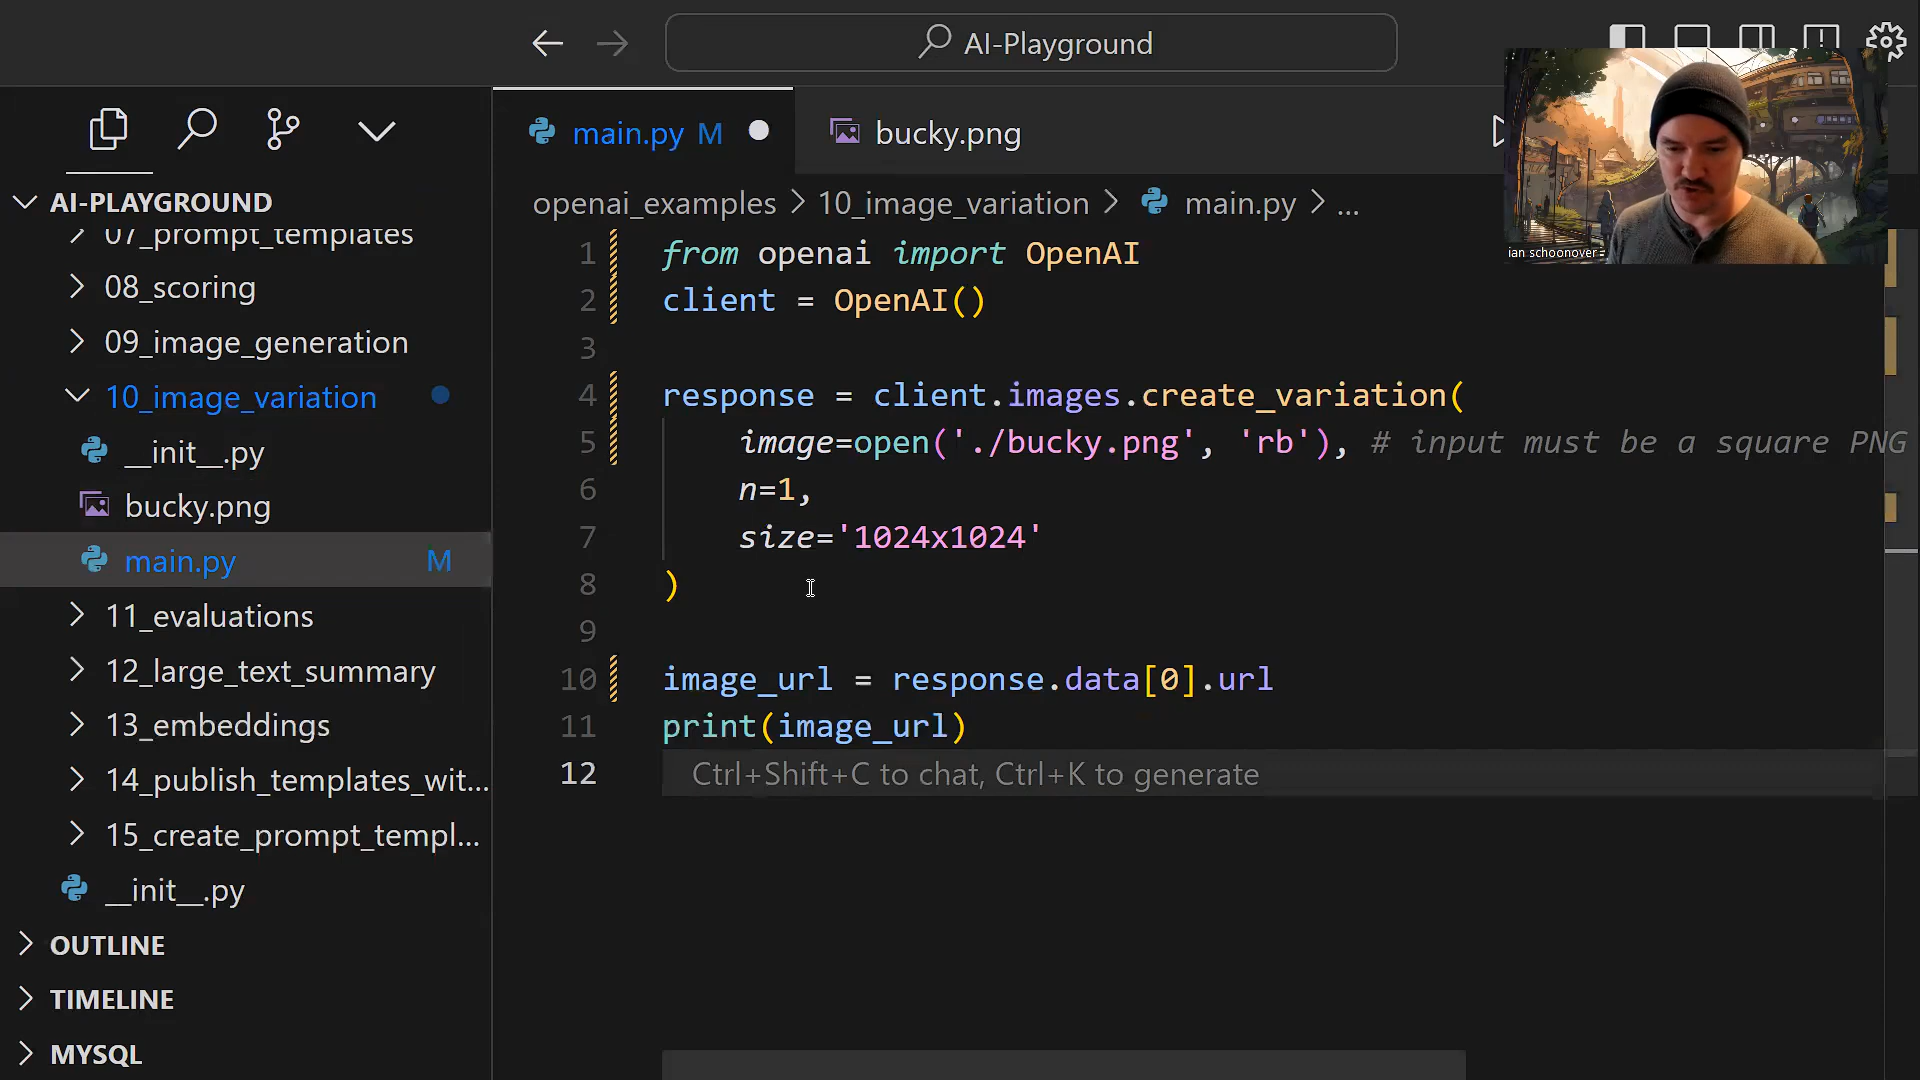 AI-Playground
main.py M
bucky.png
ian schoonover
AI-PLAYGROUND
07_prompt_templates
08_scoring
09_image_generation
10_image_variation
__init__.py
bucky.png
main.py M
11_evaluations
12_large_text_summary
13_embeddings
14_publish_templates_wit...
15_create_prompt_templ...
__init__.py
OUTLINE
TIMELINE
MYSQL
openai_examples > 10_image_variation > main.py > ...
1 from openai import OpenAI
2 client = OpenAI()
3
4 response = client.images.create_variation(
5 image=open('./bucky.png', 'rb'), # input must be a square PNG
6 n=1,
7 size='1024x1024'
8 )
9
10 image_url = response.data[0].url
11 print(image_url)
12 Ctrl+Shift+C to chat, Ctrl+K to generate